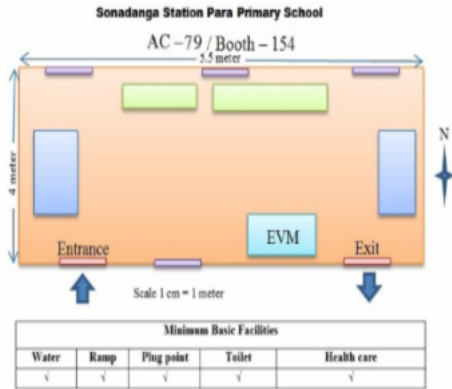 Sonadanga Station Para Primary School
AC –79 / Booth – 154
5.5 meter
4 meter
N
EVM
Entrance
Exit
Scale 1 cm = 1 meter
Minimum Basic Facilities
Water Ramp Plug point Toilet Health care
√ √ √ √ √